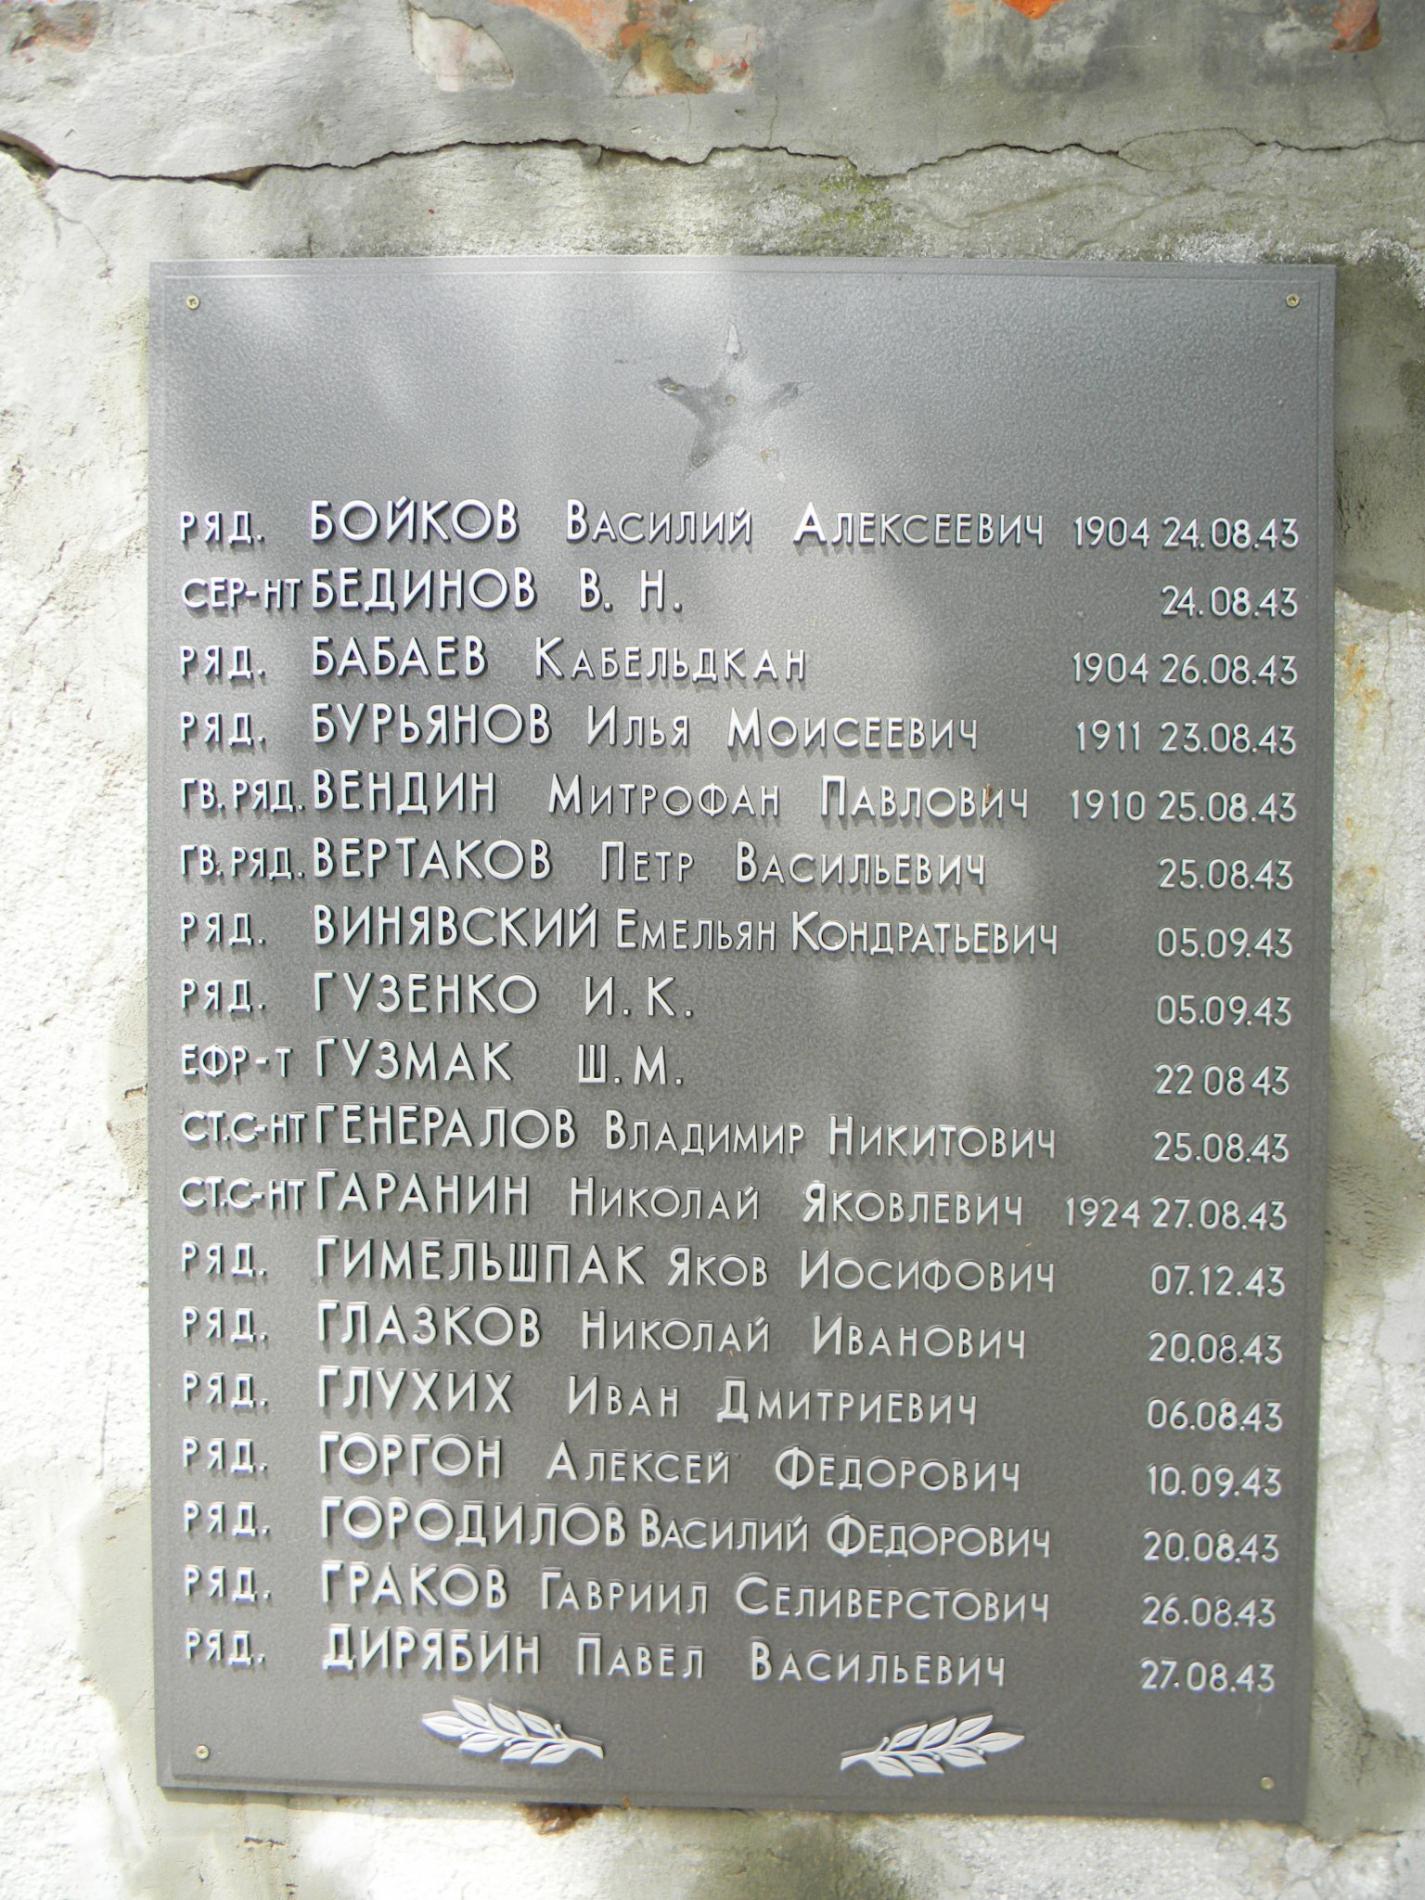 РЯД. БОЙКОВ ВАСИЛИЙ АЛЕКСЕЕВИЧ 1904 24.08.43
СЕР-НТ БЕДИНОВ В. Н. 24.08.43
РЯД. БАБАЕВ КАБЕЛЬДКАН 1904 26.08.43
РЯД. БУРЬЯНОВ ИЛЬЯ МОИСЕЕВИЧ 1911 23.08.43
ГВ. РЯД. ВЕНДИН МИТРОФАН ПАВЛОВИЧ 1910 25.08.43
ГВ. РЯД. ВЕРТАКОВ ПЕТР ВАСИЛЬЕВИЧ 25.08.43
РЯД. ВИНЯВСКИЙ ЕМЕЛЬЯН КОНДРАТЬЕВИЧ 05.09.43
РЯД. ГУЗЕНКО И. К. 05.09.43
ЕФР-Т ГУЗМАК Ш. М. 22 08 43
СТ.С-НТ ГЕНЕРАЛОВ ВЛАДИМИР НИКИТОВИЧ 25.08.43
СТ.С-НТ ГАРАНИН НИКОЛАЙ ЯКОВЛЕВИЧ 1924 27.08.43
РЯД. ГИМЕЛЬШПАК ЯКОВ ИОСИФОВИЧ 07.12.43
РЯД. ГЛАЗКОВ НИКОЛАЙ ИВАНОВИЧ 20.08.43
РЯД. ГЛУХИХ ИВАН ДМИТРИЕВИЧ 06.08.43
РЯД. ГОРГОН АЛЕКСЕЙ ФЕДОРОВИЧ 10.09.43
РЯД. ГОРОДИЛОВ ВАСИЛИЙ ФЕДОРОВИЧ 20.08.43
РЯД. ГРАКОВ ГАВРИИЛ СЕЛИВЕРСТОВИЧ 26.08.43
РЯД. ДИРЯБИН ПАВЕЛ ВАСИЛЬЕВИЧ 27.08.43